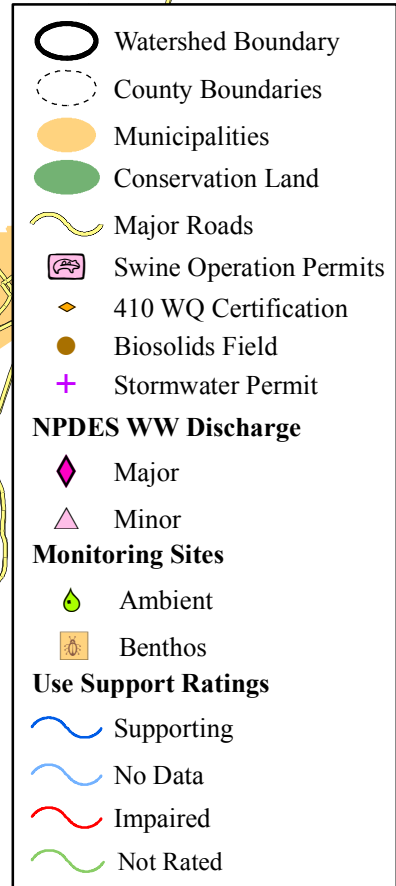 Watershed Boundary
County Boundaries
Municipalities
Conservation Land
Major Roads
Swine Operation Permits
410 WQ Certification
Biosolids Field
Stormwater Permit
NPDES WW Discharge
Major
Minor
Monitoring Sites
Ambient
Benthos
Use Support Ratings
Supporting
No Data
Impaired
Not Rated